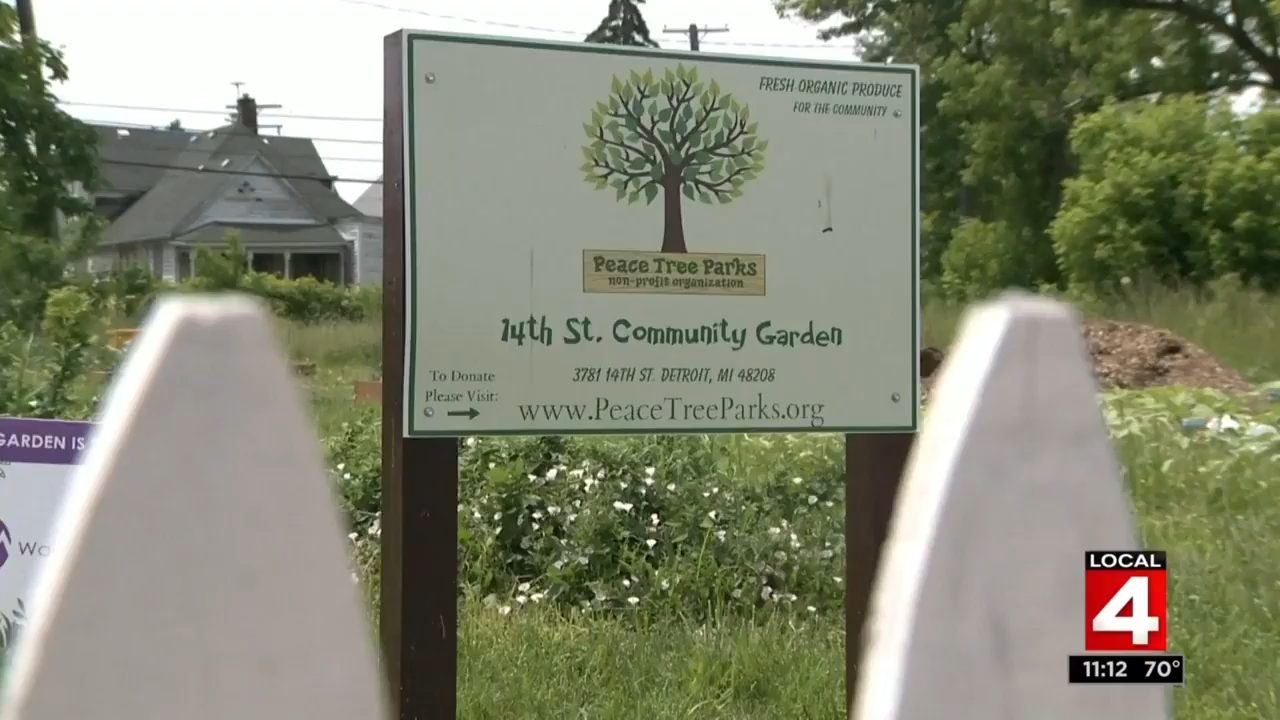 FRESH ORGANIC PRODUCE
FOR THE COMMUNITY
Peace Tree Parks
non-profit organization
14th St. Community Garden
3781 14TH ST. DETROIT, MI 48208
To Donate
Please Visit:
www.PeaceTreeParks.org
GARDEN IS
LOCAL
4
11:12 70°